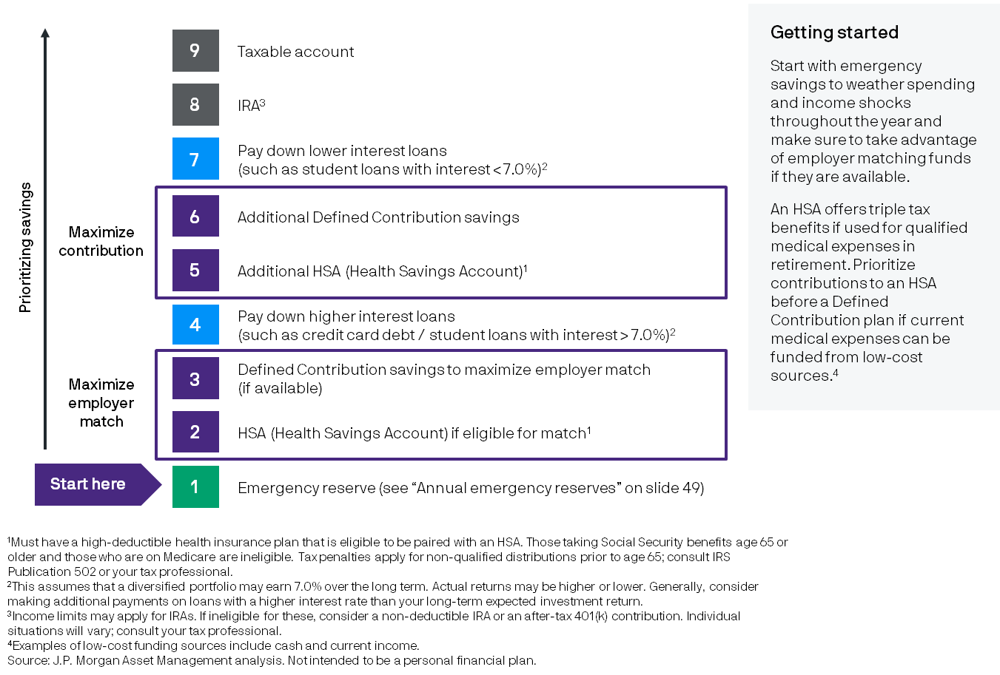 Prioritizing savings
9
Taxable account
8
IRA³
7
Pay down lower interest loans
(such as student loans with interest <7.0%)²
Maximize
contribution
6
Additional Defined Contribution savings
5
Additional HSA (Health Savings Account)¹
4
Pay down higher interest loans
(such as credit card debt / student loans with interest > 7.0%)²
Maximize
employer
match
3
Defined Contribution savings to maximize employer match
(if available)
2
HSA (Health Savings Account) if eligible for match¹
Start here
1
Emergency reserve (see “Annual emergency reserves” on slide 49)
Getting started
Start with emergency
savings to weather spending
and income shocks
throughout the year and
make sure to take advantage
of employer matching funds
if they are available.
An HSA offers triple tax
benefits if used for qualified
medical expenses in
retirement. Prioritize
contributions to an HSA
before a Defined
Contribution plan if current
medical expenses can be
funded from low-cost
sources.⁴
¹Must have a high-deductible health insurance plan that is eligible to be paired with an HSA. Those taking Social Security benefits age 65 or
older and those who are on Medicare are ineligible. Tax penalties apply for non-qualified distributions prior to age 65; consult IRS
Publication 502 or your tax professional.
²This assumes that a diversified portfolio may earn 7.0% over the long term. Actual returns may be higher or lower. Generally, consider
making additional payments on loans with a higher interest rate than your long-term expected investment return.
³Income limits may apply for IRAs. If ineligible for these, consider a non-deductible IRA or an after-tax 401(k) contribution. Individual
situations will vary; consult your tax professional.
⁴Examples of low-cost funding sources include cash and current income.
Source: J.P. Morgan Asset Management analysis. Not intended to be a personal financial plan.